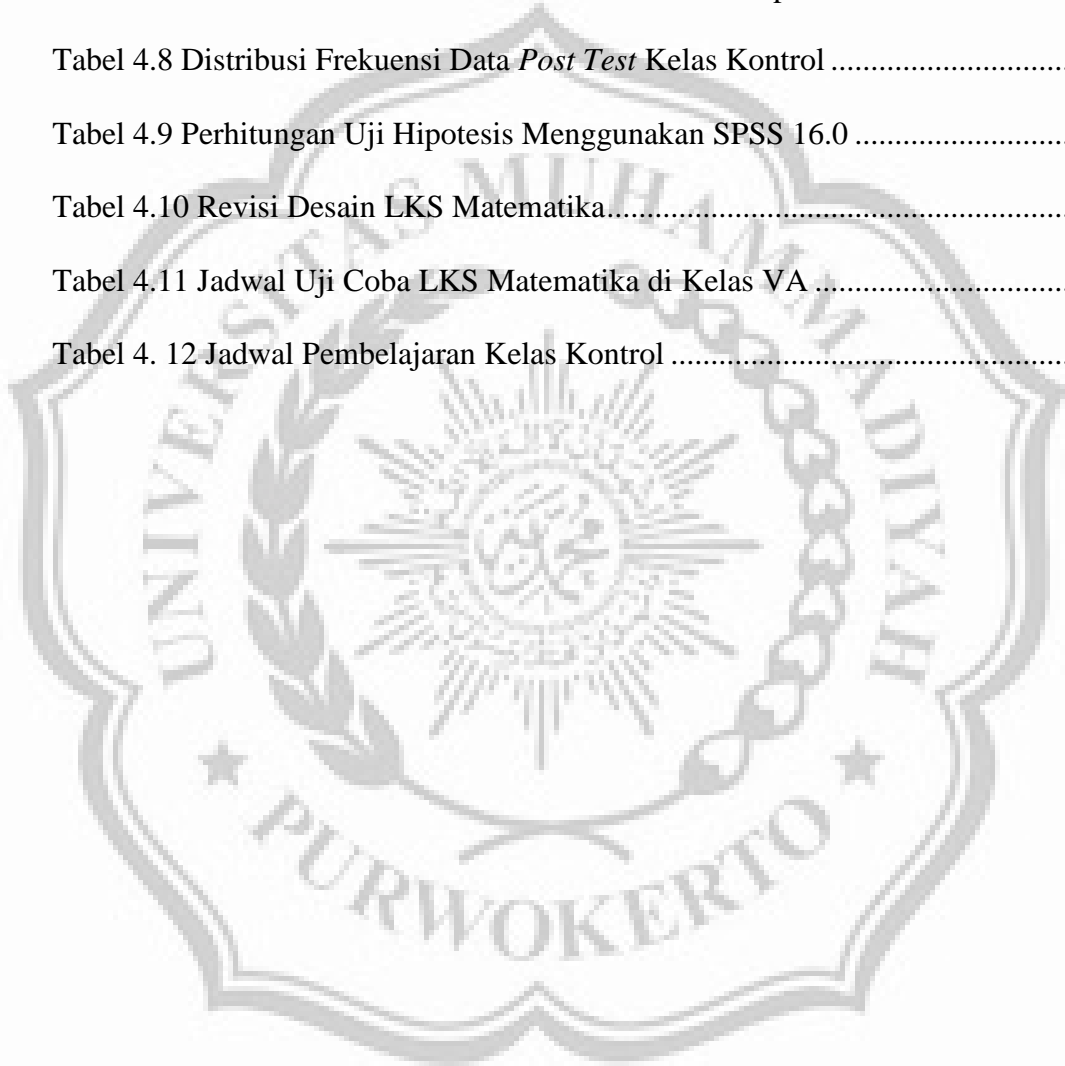 Tabel 4.8 Distribusi Frekuensi Data Post Test Kelas Kontrol ..............................
Tabel 4.9 Perhitungan Uji Hipotesis Menggunakan SPSS 16.0 ...........................
Tabel 4.10 Revisi Desain LKS Matematika..........................................................
Tabel 4.11 Jadwal Uji Coba LKS Matematika di Kelas VA ................................
Tabel 4. 12 Jadwal Pembelajaran Kelas Kontrol ..................................................
UNIVERSITAS MUHAMMADIYAH
PURWOKERTO